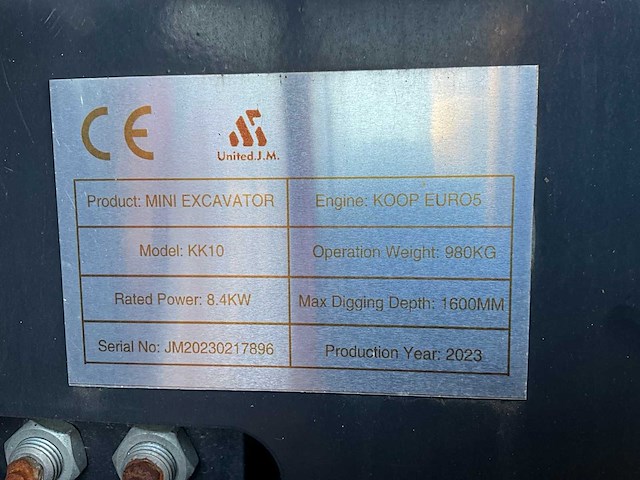 CE
United.J.M.
Product: MINI EXCAVATOR
Engine: KOOP EURO5
Model: KK10
Operation Weight: 980KG
Rated Power: 8.4KW
Max Digging Depth: 1600MM
Serial No: JM20230217896
Production Year: 2023